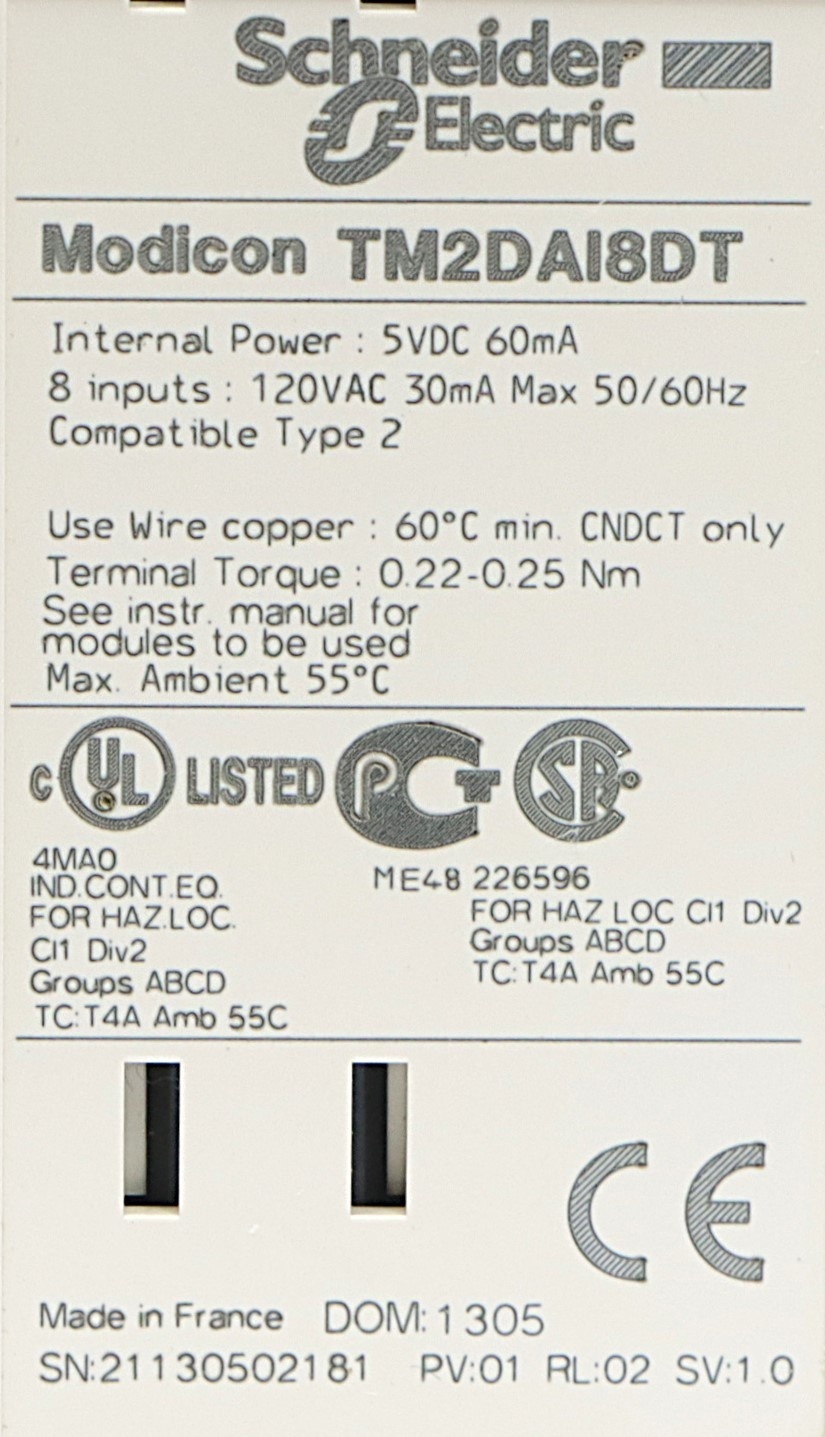 Schneider
Electric
Modicon TM2DAI8DT
Internal Power : 5VDC 60mA
8 inputs : 120VAC 30mA Max 50/60Hz
Compatible Type 2
Use Wire copper : 60°C min. CNDCT only
Terminal Torque : 0.22-0.25 Nm
See instr. manual for
modules to be used
Max. Ambient 55°C
C UL LISTED PCT SA
4MA0
IND.CONT.EQ.
FOR HAZ.LOC.
Cl1 Div2
Groups ABCD
TC:T4A Amb 55C
ME48 226596
FOR HAZ LOC Cl1 Div2
Groups ABCD
TC:T4A Amb 55C
CE
Made in France DOM:1305
SN:21130502181 PV:01 RL:02 SV:1.0